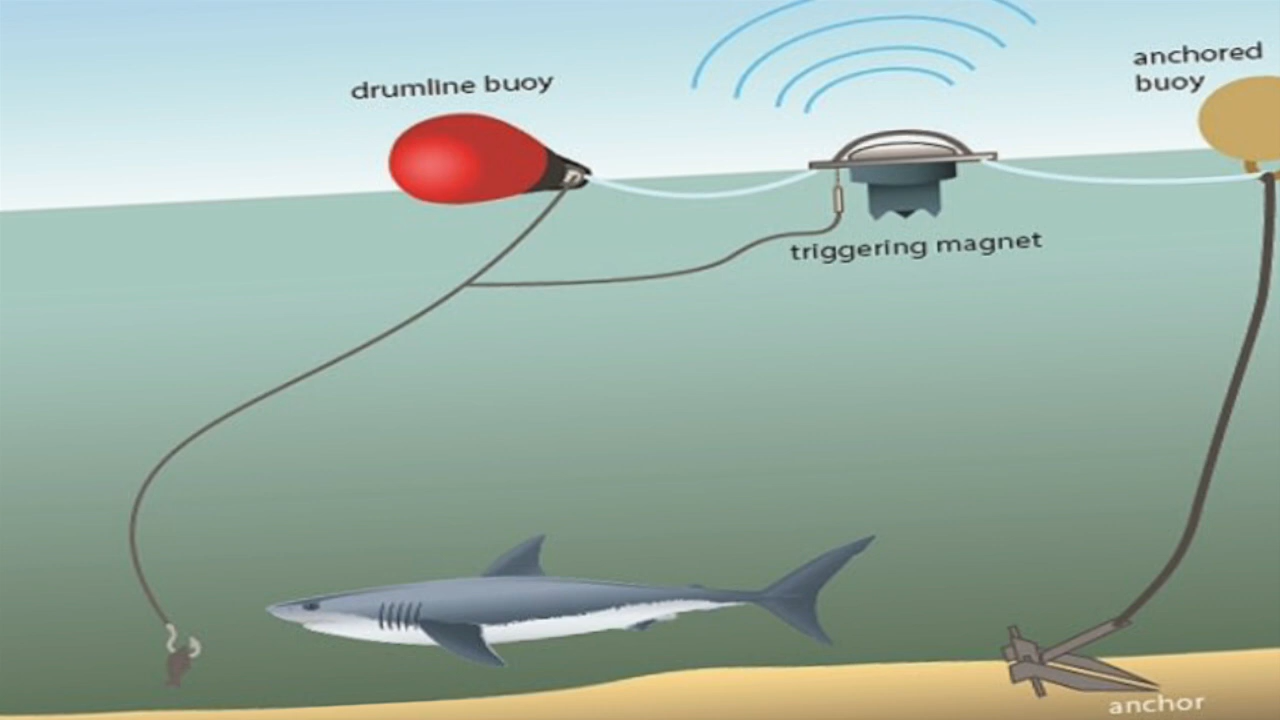 drumline buoy
anchored
buoy
triggering magnet
anchor